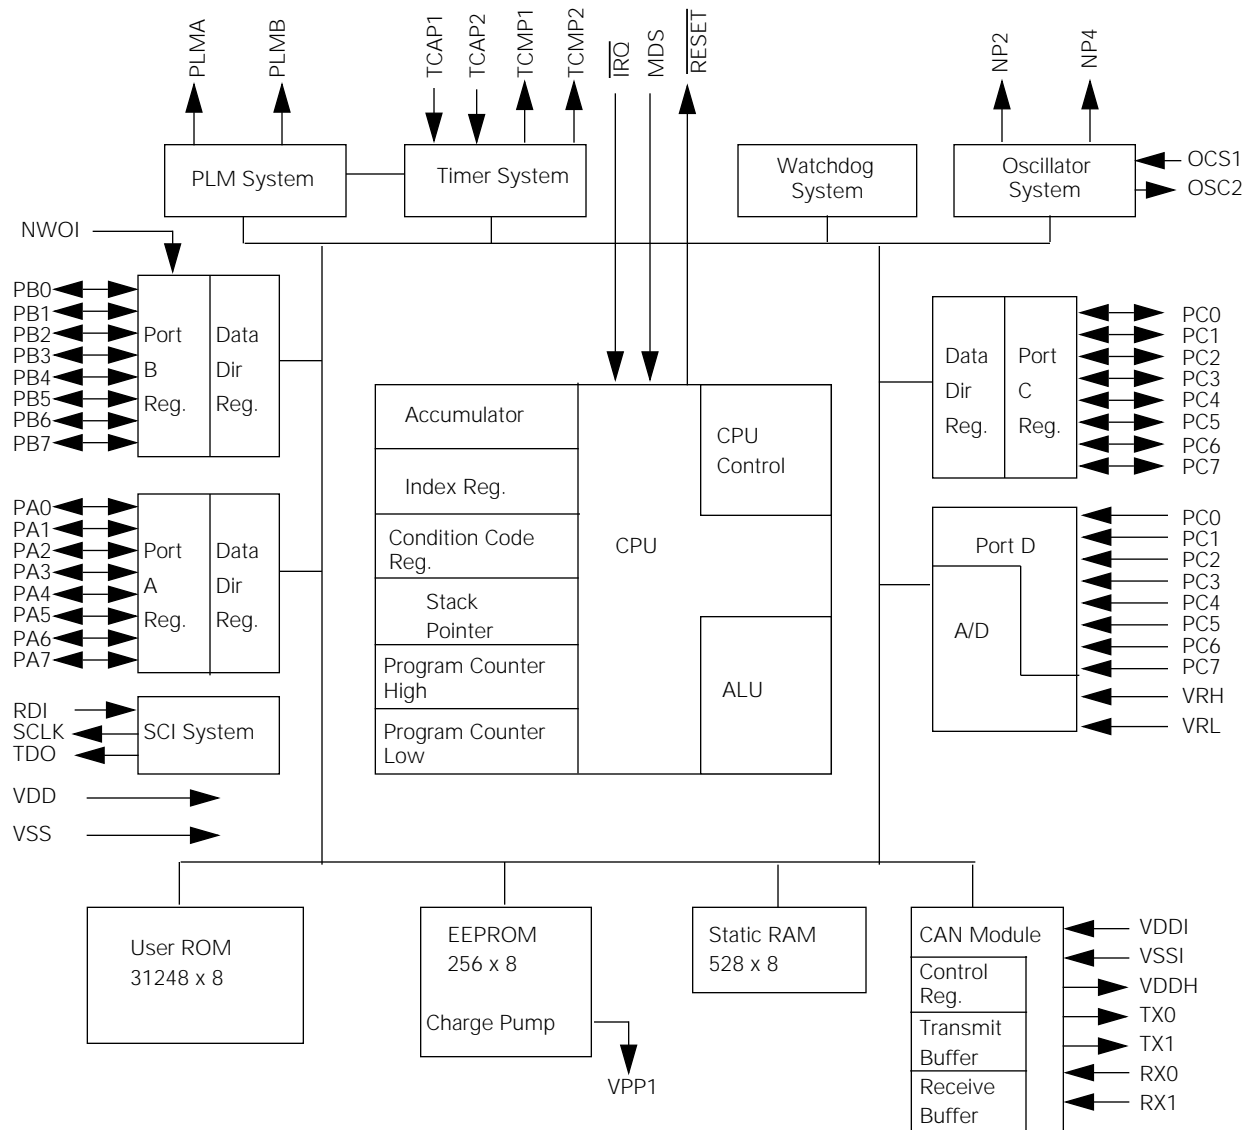 PLMA
PLMB
TCAP1
TCAP2
TCMP1
TCMP2
IRQ
MDS
RESET
NP2
NP4
PLM System
Timer System
Watchdog
System
Oscillator
System
OCS1
OSC2
NWOI
PB0
PB1
PB2
PB3
PB4
PB5
PB6
PB7
Port
B
Reg.
Data
Dir
Reg.
PA0
PA1
PA2
PA3
PA4
PA5
PA6
PA7
Port
A
Reg.
Data
Dir
Reg.
RDI
SCLK
TDO
SCI System
VDD
VSS
Accumulator
Index Reg.
Condition Code
Reg.
Stack
Pointer
Program Counter
High
Program Counter
Low
CPU
CPU
Control
ALU
Data
Dir
Reg.
Port
C
Reg.
PC0
PC1
PC2
PC3
PC4
PC5
PC6
PC7
Port D
A/D
PC0
PC1
PC2
PC3
PC4
PC5
PC6
PC7
VRH
VRL
User ROM
31248 x 8
EEPROM
256 x 8
Charge Pump
VPP1
Static RAM
528 x 8
CAN Module
Control
Reg.
Transmit
Buffer
Receive
Buffer
VDDI
VSSI
VDDH
TX0
TX1
RX0
RX1